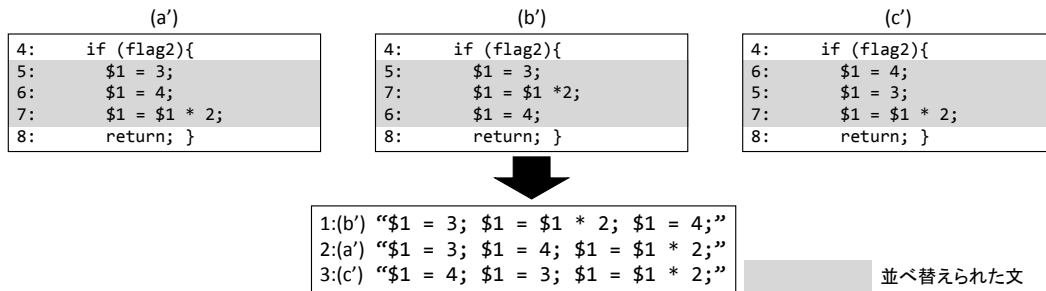 (a’)
4: if (flag2){
5: $1 = 3;
6: $1 = 4;
7: $1 = $1 * 2;
8: return; }
(b’)
4: if (flag2){
5: $1 = 3;
7: $1 = $1 *2;
6: $1 = 4;
8: return; }
(c’)
4: if (flag2){
6: $1 = 4;
5: $1 = 3;
7: $1 = $1 * 2;
8: return; }
1:(b’) “$1 = 3; $1 = $1 * 2; $1 = 4;”
2:(a’) “$1 = 3; $1 = 4; $1 = $1 * 2;”
3:(c’) “$1 = 4; $1 = 3; $1 = $1 * 2;”
並べ替えられた文